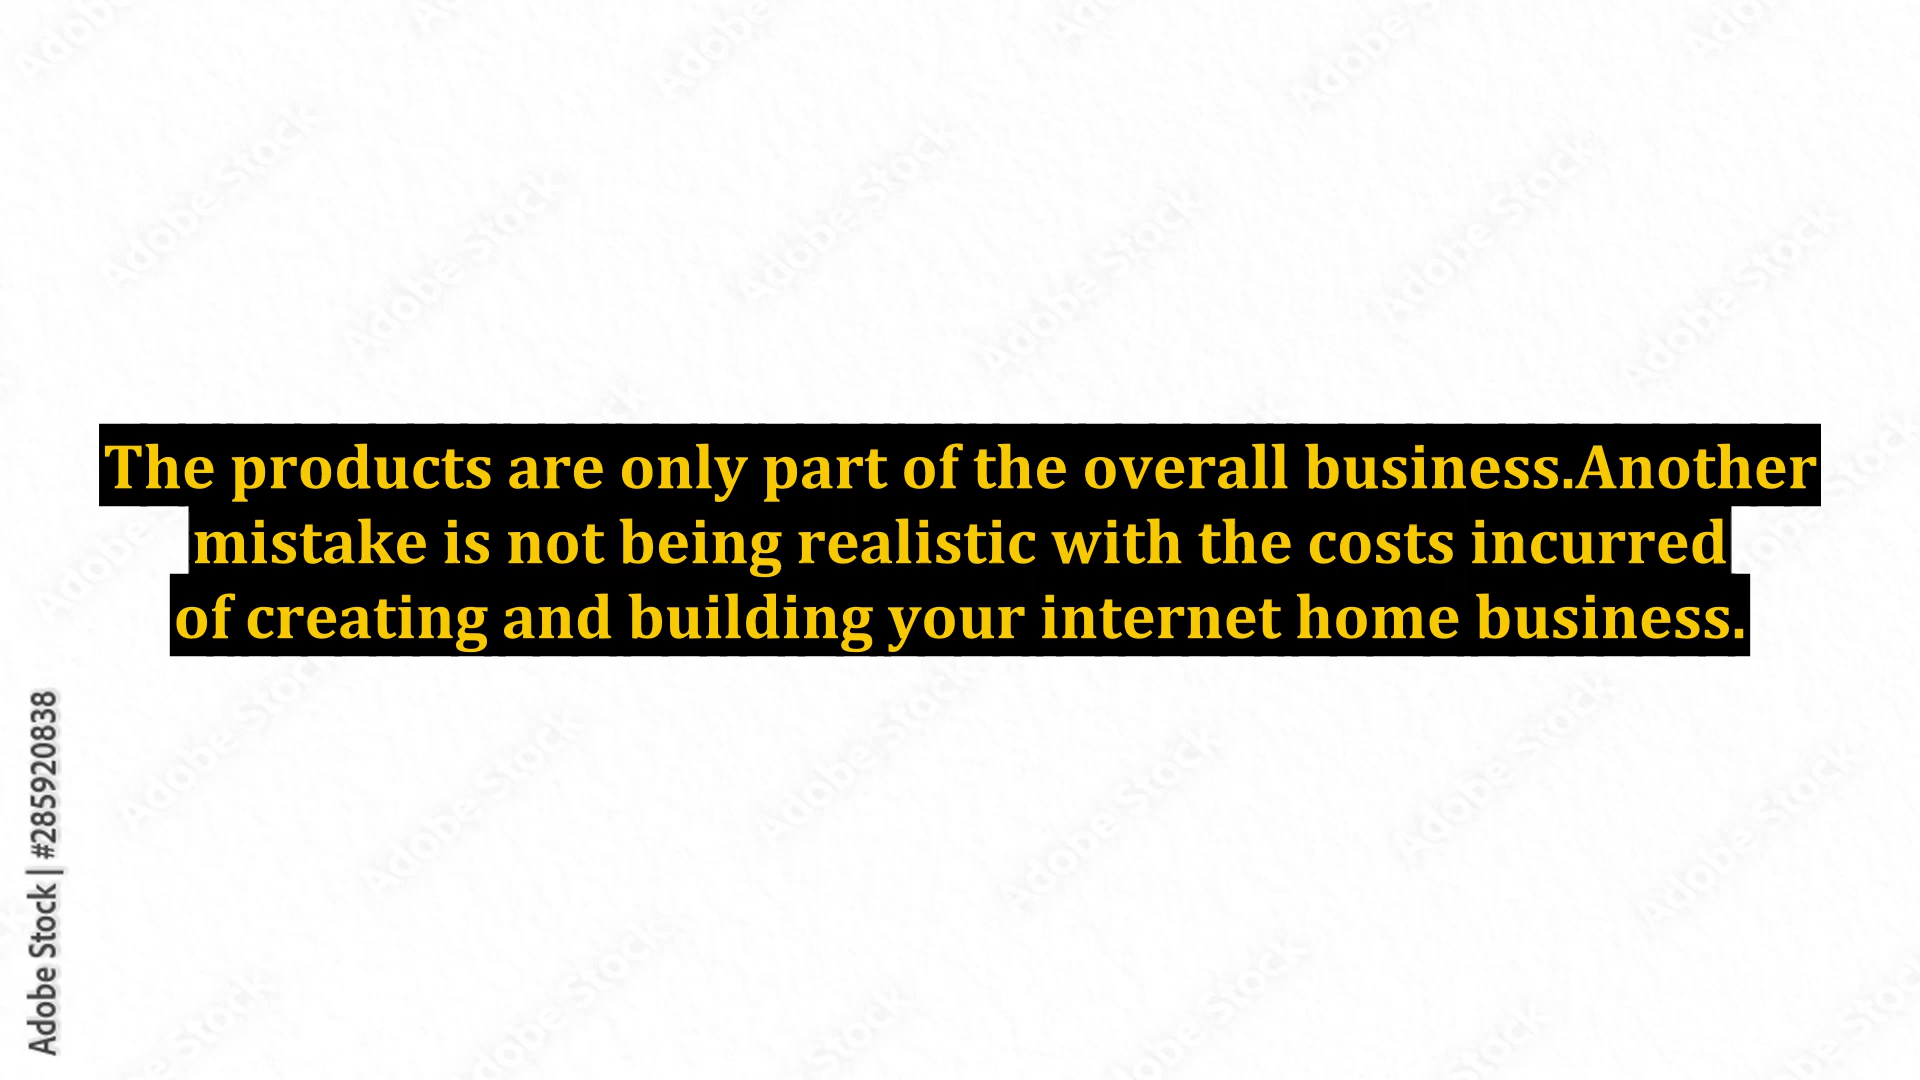 The products are only part of the overall business.Another
mistake is not being realistic with the costs incurred
of creating and building your internet home business.
Adobe Stock | #285920838